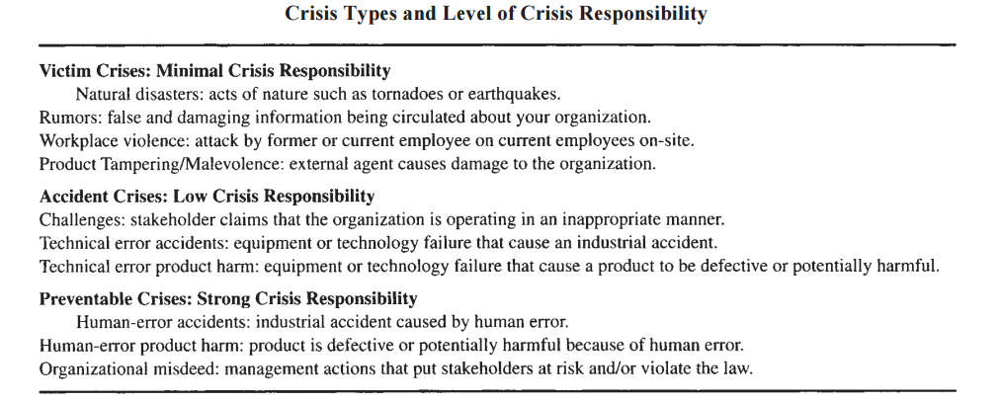 Crisis Types and Level of Crisis Responsibility
Victim Crises: Minimal Crisis Responsibility
Natural disasters: acts of nature such as tornadoes or earthquakes.
Rumors: false and damaging information being circulated about your organization.
Workplace violence: attack by former or current employee on current employees on-site.
Product Tampering/Malevolence: external agent causes damage to the organization.
Accident Crises: Low Crisis Responsibility
Challenges: stakeholder claims that the organization is operating in an inappropriate manner.
Technical error accidents: equipment or technology failure that cause an industrial accident.
Technical error product harm: equipment or technology failure that cause a product to be defective or potentially harmful.
Preventable Crises: Strong Crisis Responsibility
Human-error accidents: industrial accident caused by human error.
Human-error product harm: product is defective or potentially harmful because of human error.
Organizational misdeed: management actions that put stakeholders at risk and/or violate the law.